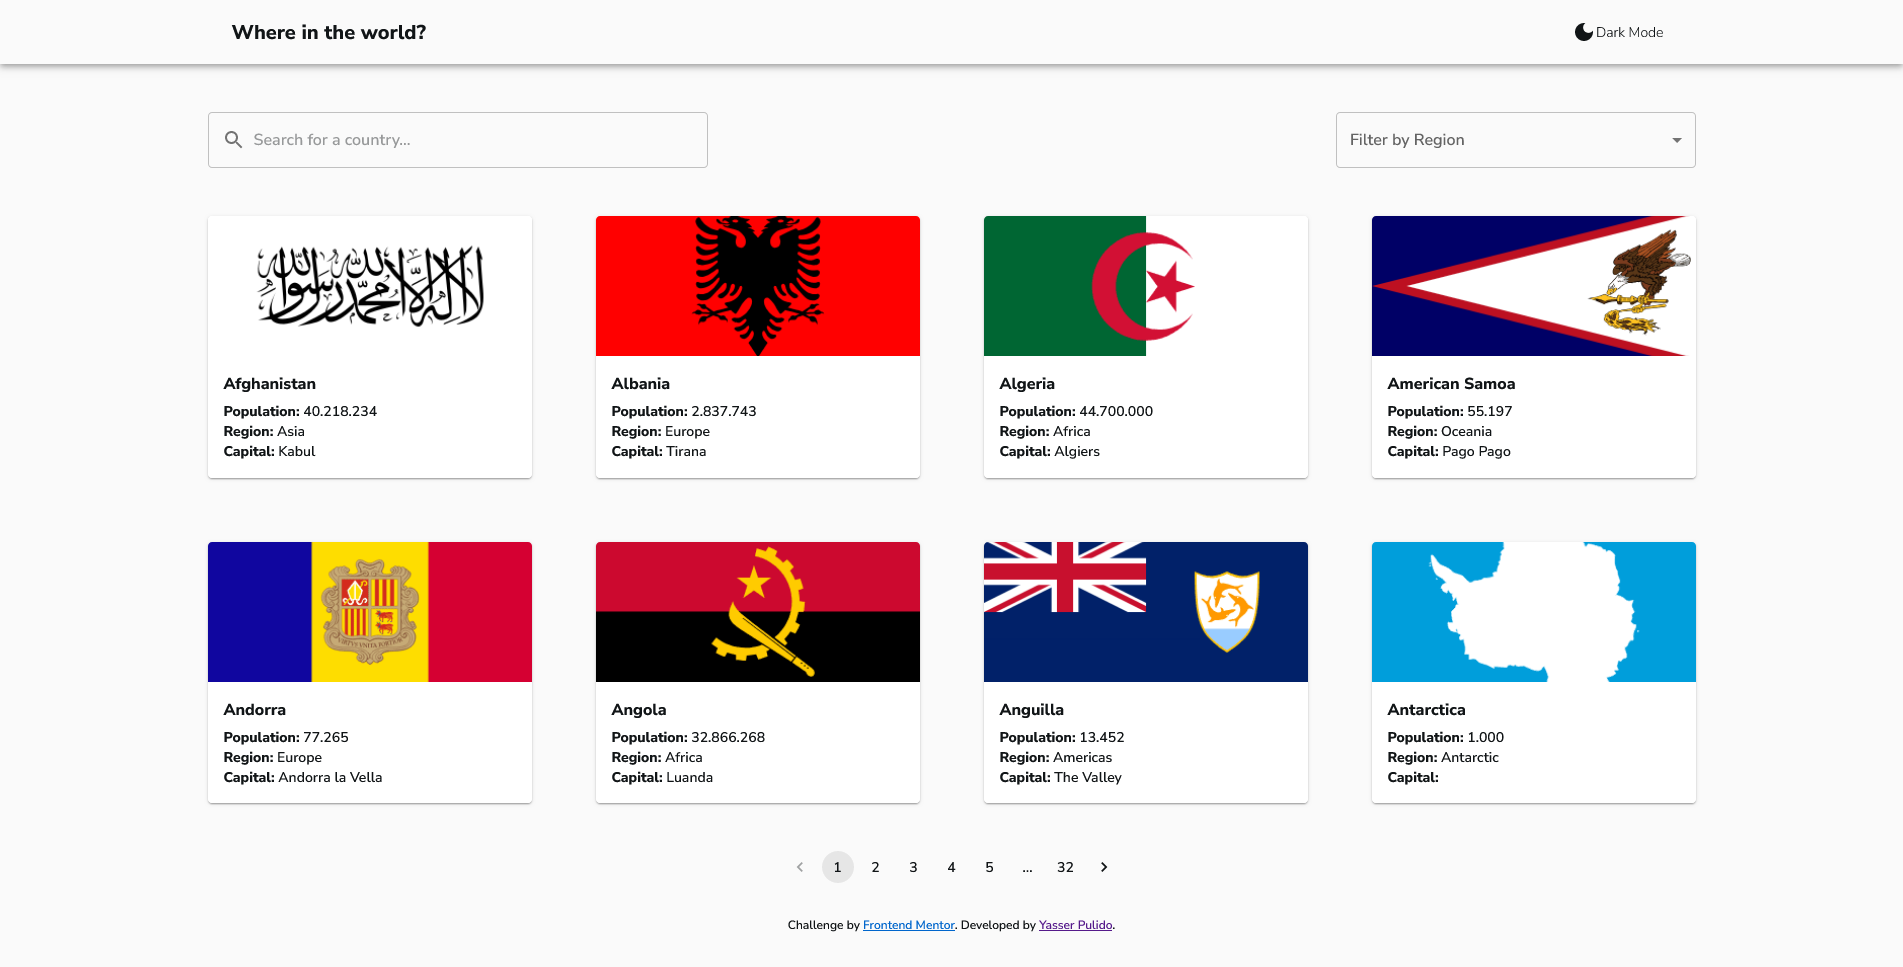 Where in the world?
Dark Mode
Search for a country...
Filter by Region
لا إله إلا الله محمد رسول الله
Afghanistan
Population: 40.218.234
Region: Asia
Capital: Kabul
Albania
Population: 2.837.743
Region: Europe
Capital: Tirana
Algeria
Population: 44.700.000
Region: Africa
Capital: Algiers
American Samoa
Population: 55.197
Region: Oceania
Capital: Pago Pago
VIRTVS VNITA FORTIOR
Andorra
Population: 77.265
Region: Europe
Capital: Andorra la Vella
Angola
Population: 32.866.268
Region: Africa
Capital: Luanda
Anguilla
Population: 13.452
Region: Americas
Capital: The Valley
Antarctica
Population: 1.000
Region: Antarctic
Capital:
1 2 3 4 5 ... 32
Challenge by Frontend Mentor. Developed by Yasser Pulido.